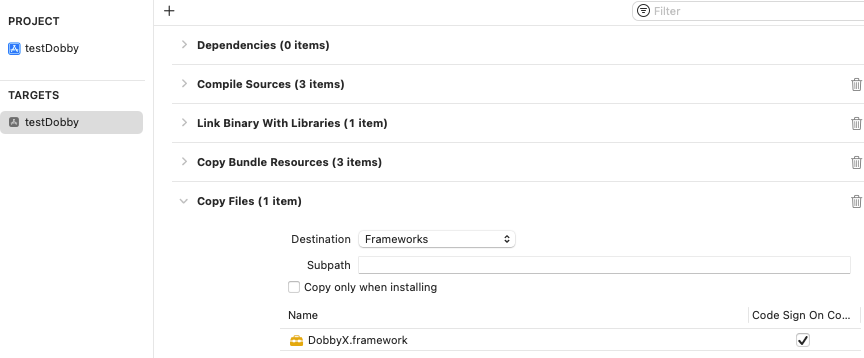 PROJECT
testDobby
TARGETS
testDobby
Filter
Dependencies (0 items)
Compile Sources (3 items)
Link Binary With Libraries (1 item)
Copy Bundle Resources (3 items)
Copy Files (1 item)
Destination Frameworks
Subpath
Copy only when installing
Name Code Sign On Co...
DobbyX.framework